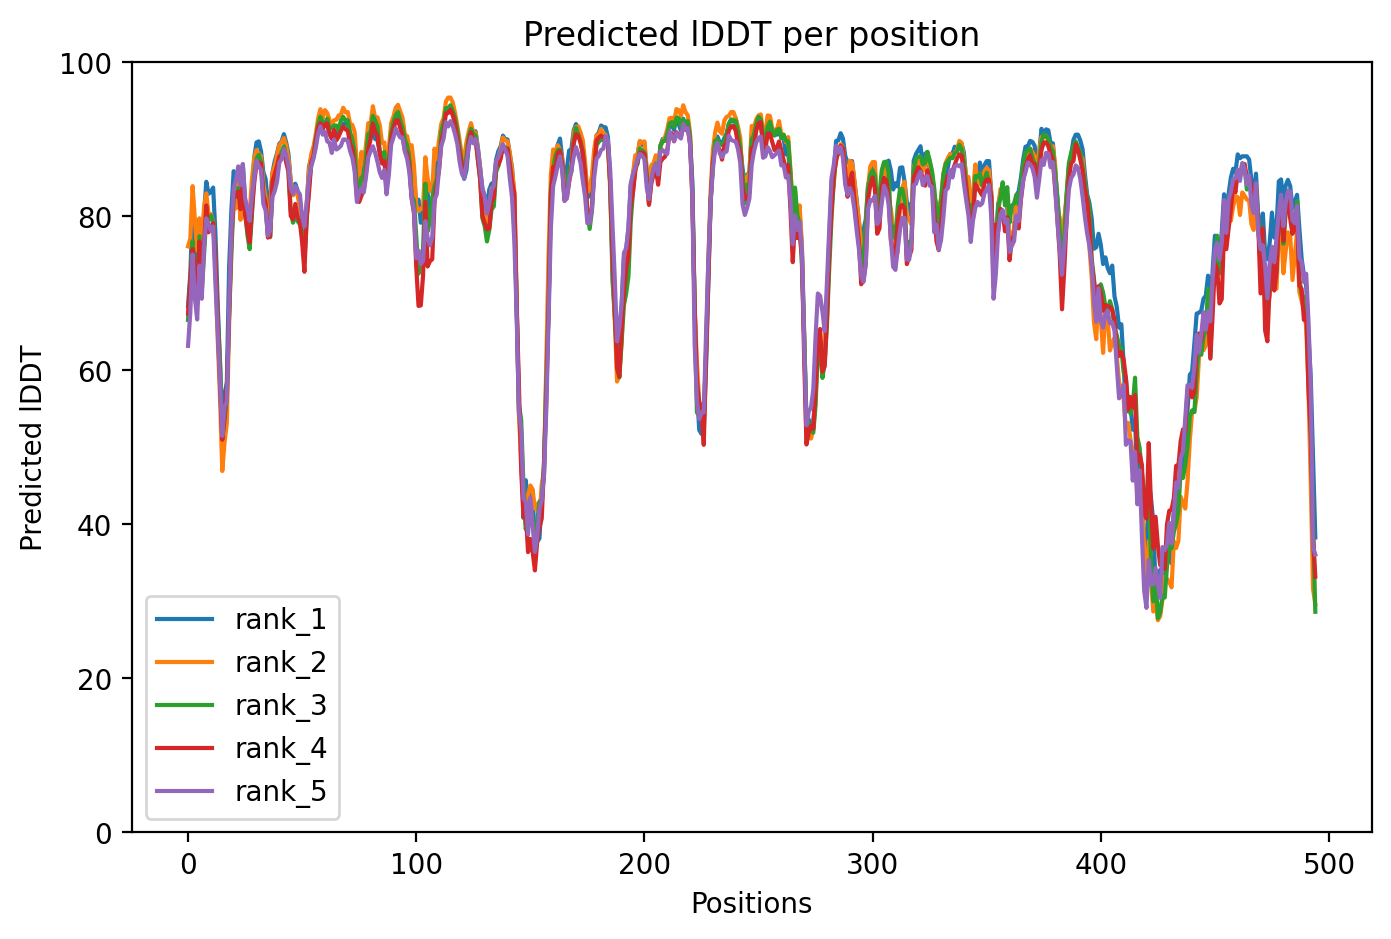 Predicted lDDT per position
100
80
60
40
20
0
Predicted lDDT
rank_1
rank_2
rank_3
rank_4
rank_5
0 100 200 300 400 500
Positions